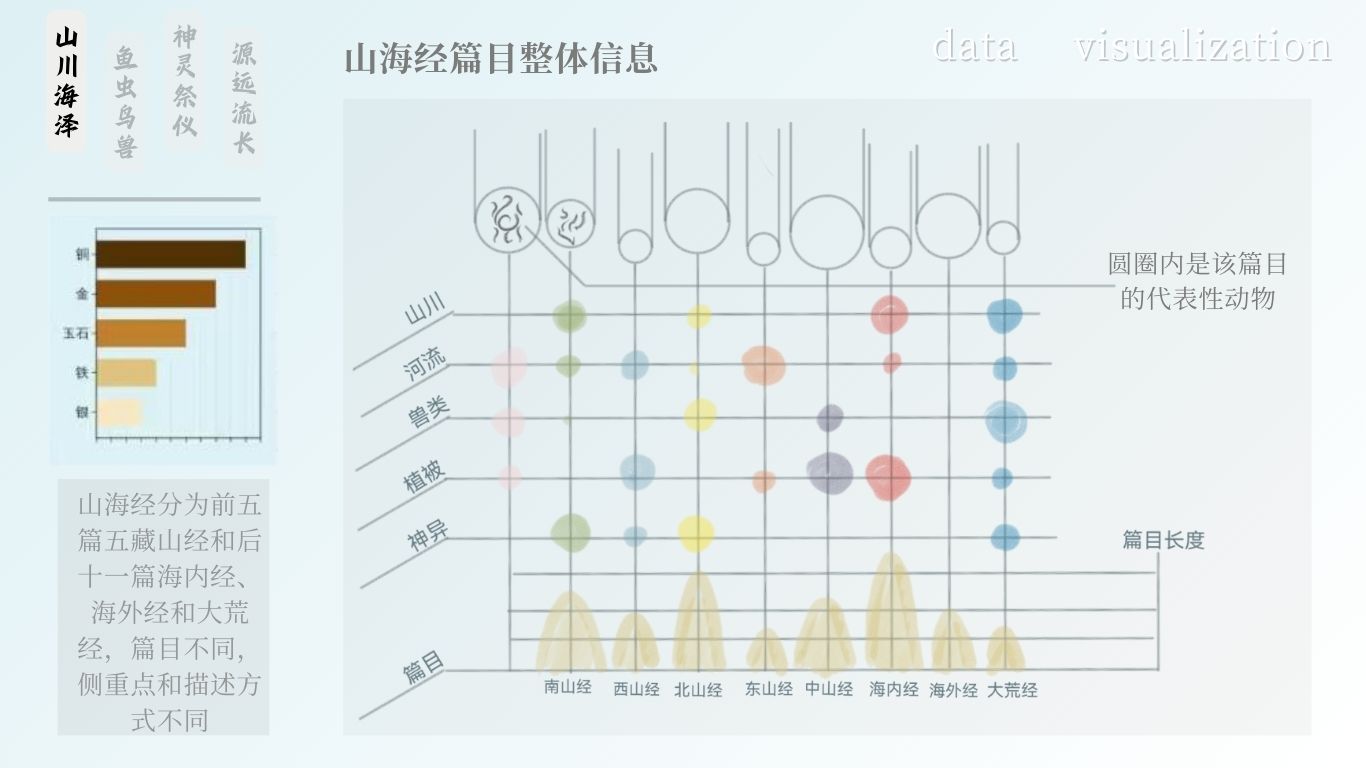 山川海泽
鱼虫鸟兽
神灵祭仪
源远流长
山海经篇目整体信息
data visualization
铜
金
玉石
铁
银
山海经分为前五
篇五藏山经和后
十一篇海内经、
海外经和大荒
经，篇目不同，
侧重点和描述方
式不同
圆圈内是该篇目
的代表性动物
山川
河流
兽类
植被
神异
篇目长度
篇目
南山经 西山经 北山经 东山经 中山经 海内经 海外经 大荒经